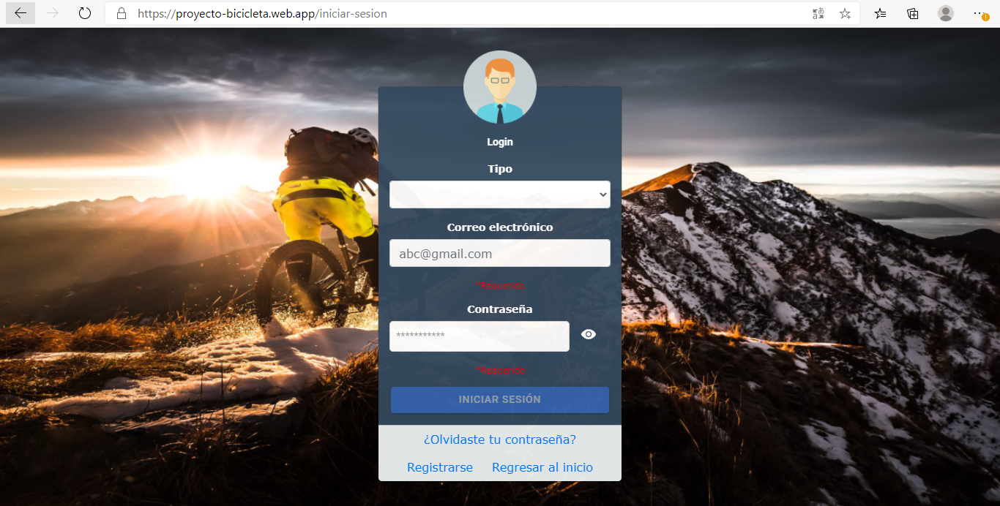 https://proyecto-bicicleta.web.app/iniciar-sesion
Login
Tipo
Correo electrónico
abc@gmail.com
*Requerido
Contraseña
***********
*Requerido
INICIAR SESIÓN
¿Olvidaste tu contraseña?
Registrarse Regresar al inicio